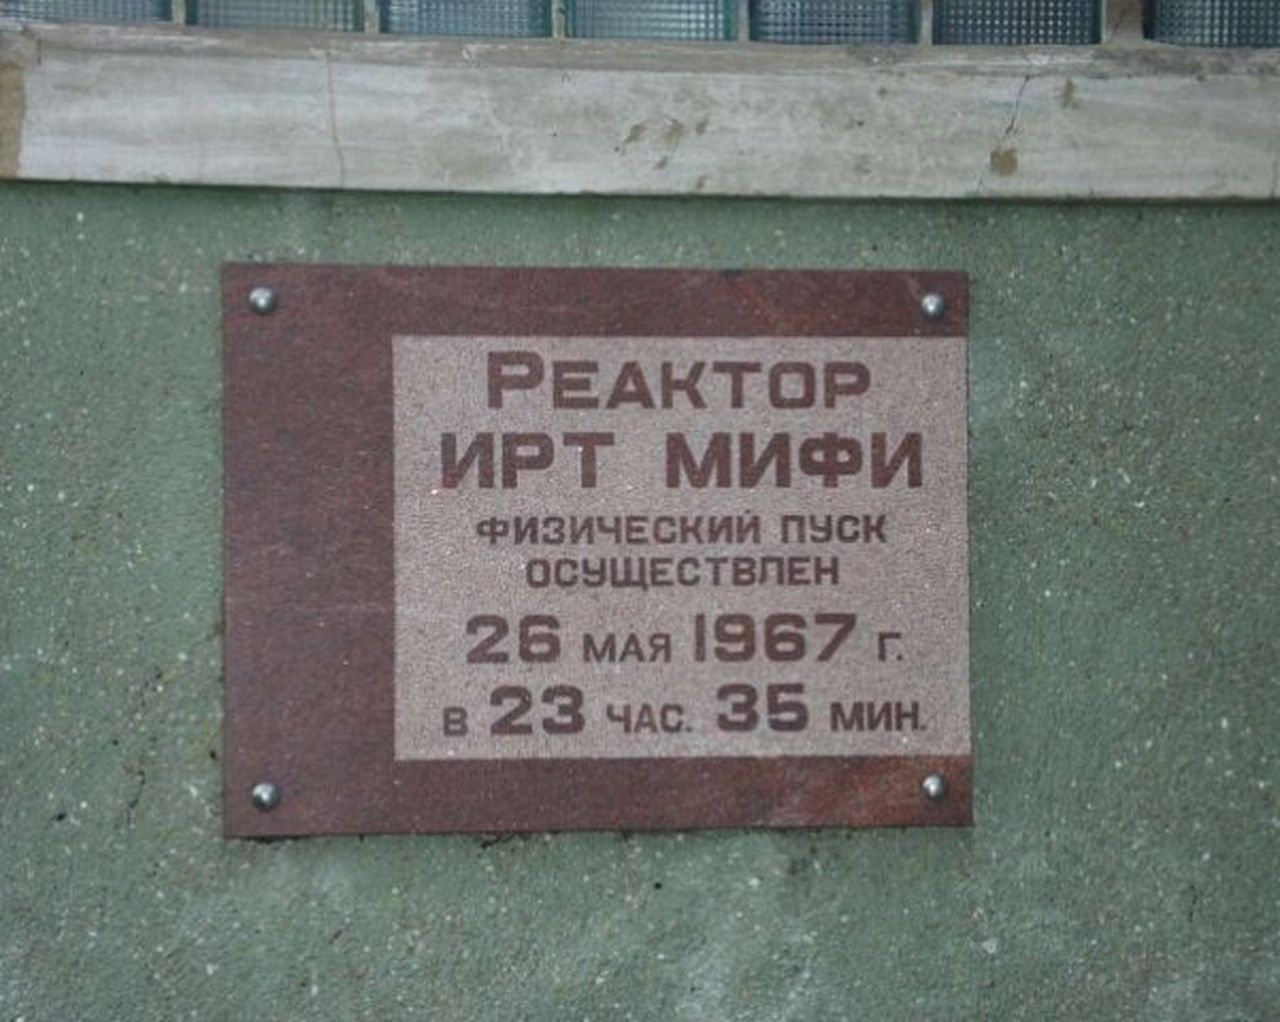 Реактор
ИРТ МИФИ
ФИЗИЧЕСКИЙ ПУСК
ОСУЩЕСТВЛЕН
26 МАЯ 1967 Г.
В 23 ЧАС. 35 МИН.